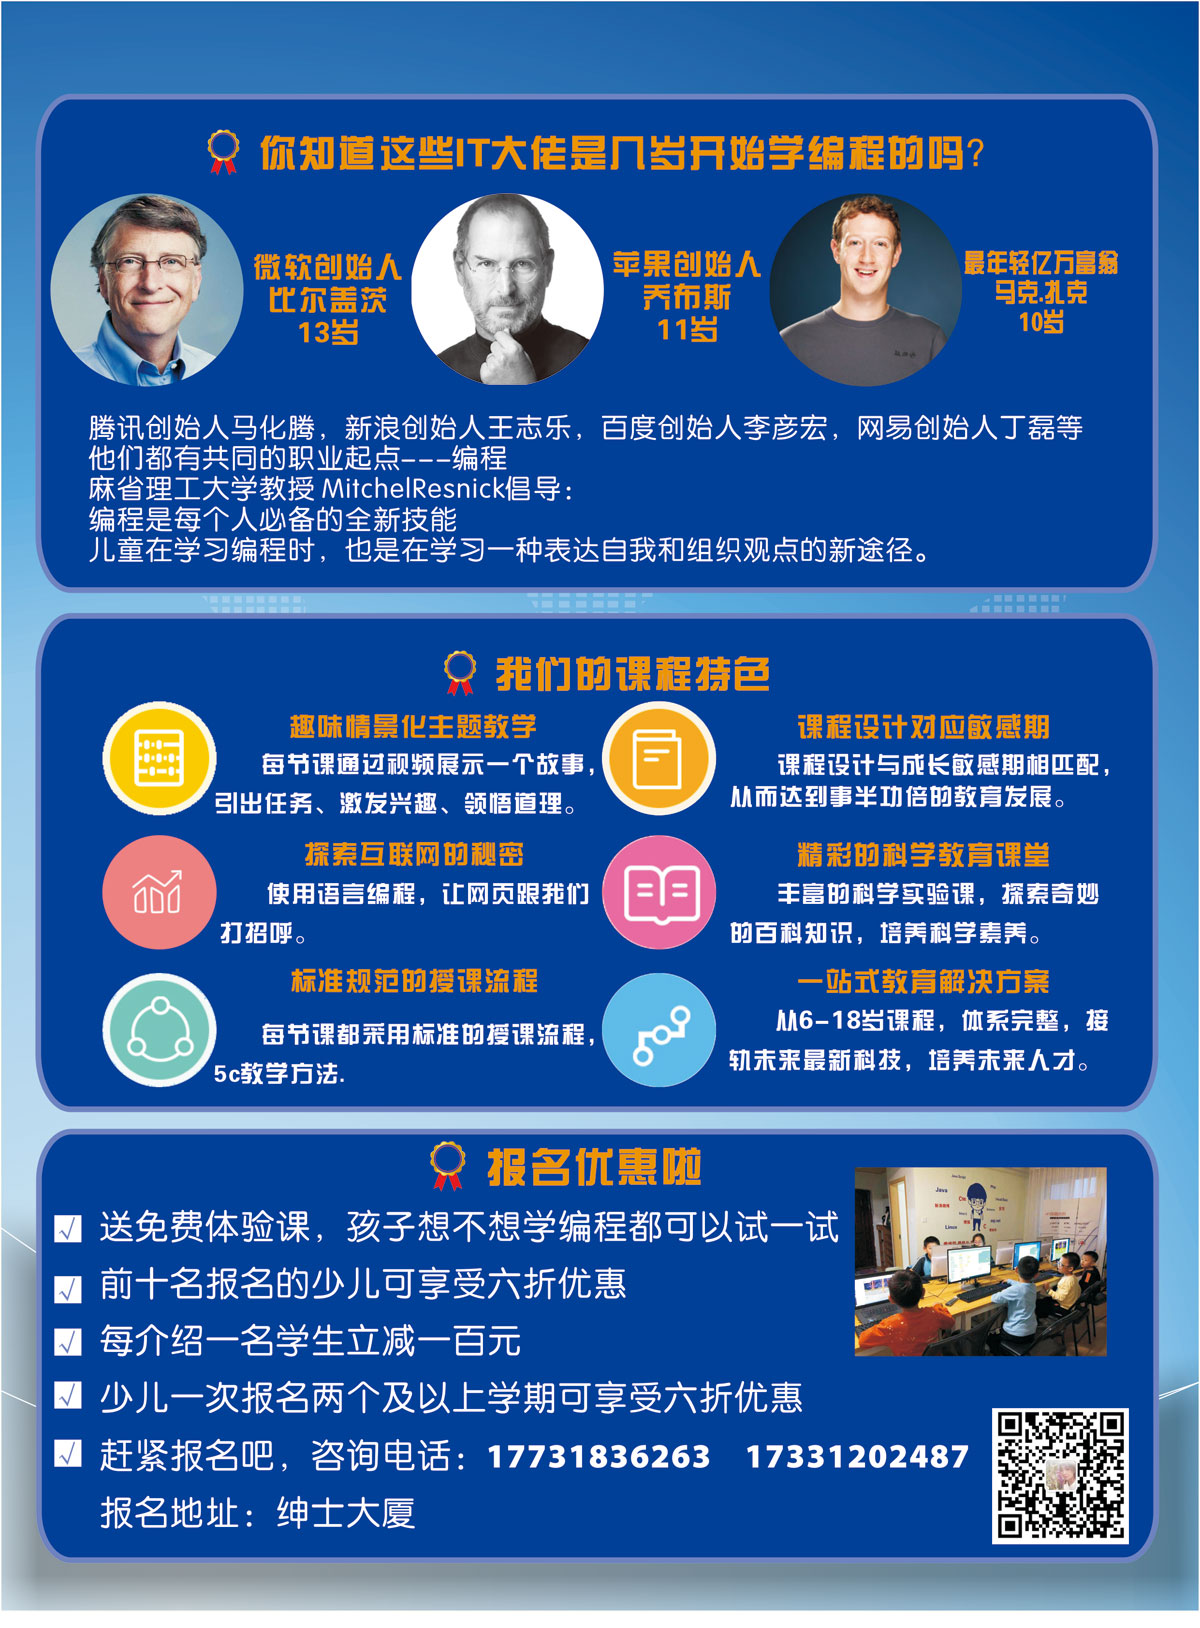 你知道这些IT大佬是几岁开始学编程的吗?
微软创始人
比尔盖茨
13岁
苹果创始人
乔布斯
11岁
最年轻亿万富翁
马克.扎克
10岁
腾讯创始人马化腾，新浪创始人王志乐，百度创始人李彦宏，网易创始人丁磊等
他们都有共同的职业起点---编程
麻省理工大学教授 MitchelResnick倡导：
编程是每个人必备的全新技能
儿童在学习编程时，也是在学习一种表达自我和组织观点的新途径。
我们的课程特色
趣味情景化主题教学
每节课通过视频展示一个故事，
引出任务、激发兴趣、领悟道理。
课程设计对应敏感期
课程设计与成长敏感期相匹配，
从而达到事半功倍的教育发展。
探索互联网的秘密
使用语言编程，让网页跟我们
打招呼。
精彩的科学教育课堂
丰富的科学实验课，探索奇妙
的百科知识，培养科学素养。
标准规范的授课流程
每节课都采用标准的授课流程，
5c教学方法.
一站式教育解决方案
从6-18岁课程，体系完整，接
轨未来最新科技，培养未来人才。
报名优惠啦
送免费体验课，孩子想不想学编程都可以试一试
前十名报名的少儿可享受六折优惠
每介绍一名学生立减一百元
少儿一次报名两个及以上学期可享受六折优惠
赶紧报名吧，咨询电话：17731836263 17331202487
报名地址：绅士大厦
Java
Linux